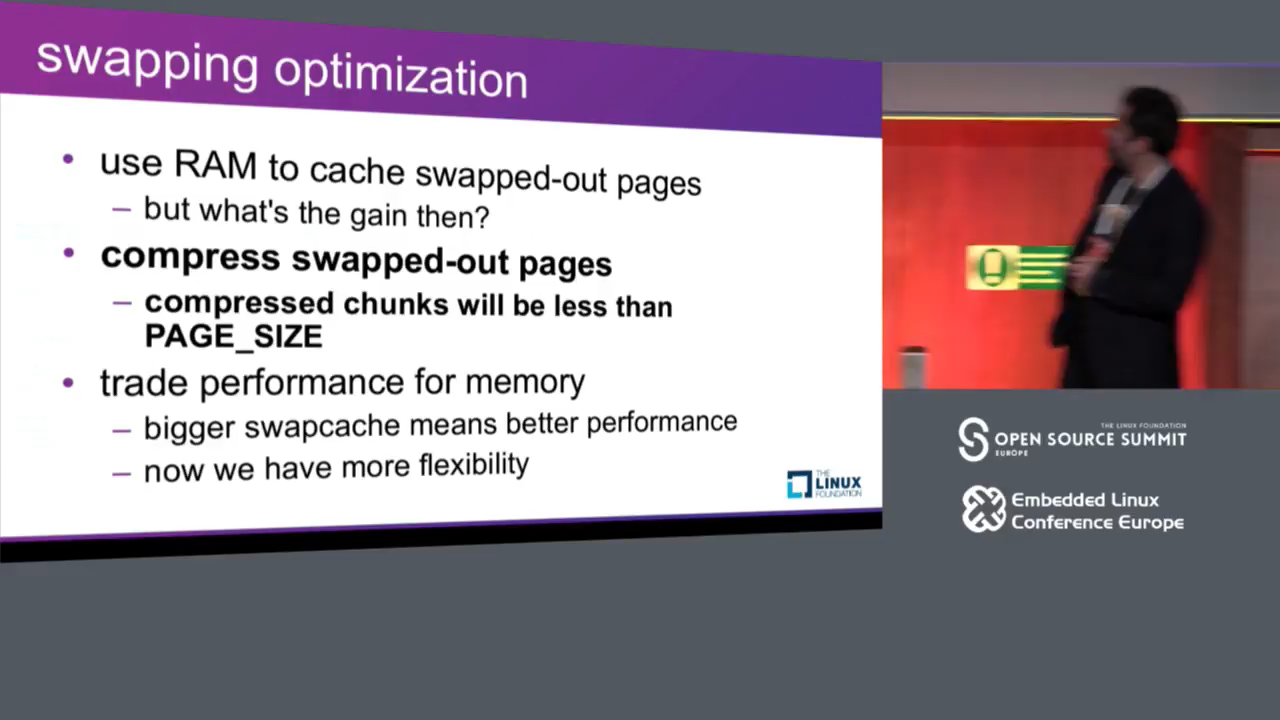 swapping optimization
• use RAM to cache swapped-out pages
– but what's the gain then?
• compress swapped-out pages
– compressed chunks will be less than
PAGE_SIZE
• trade performance for memory
– bigger swapcache means better performance
– now we have more flexibility
THE
LINUX
FOUNDATION
THE LINUX FOUNDATION
OPEN SOURCE SUMMIT
EUROPE
Embedded Linux
Conference Europe